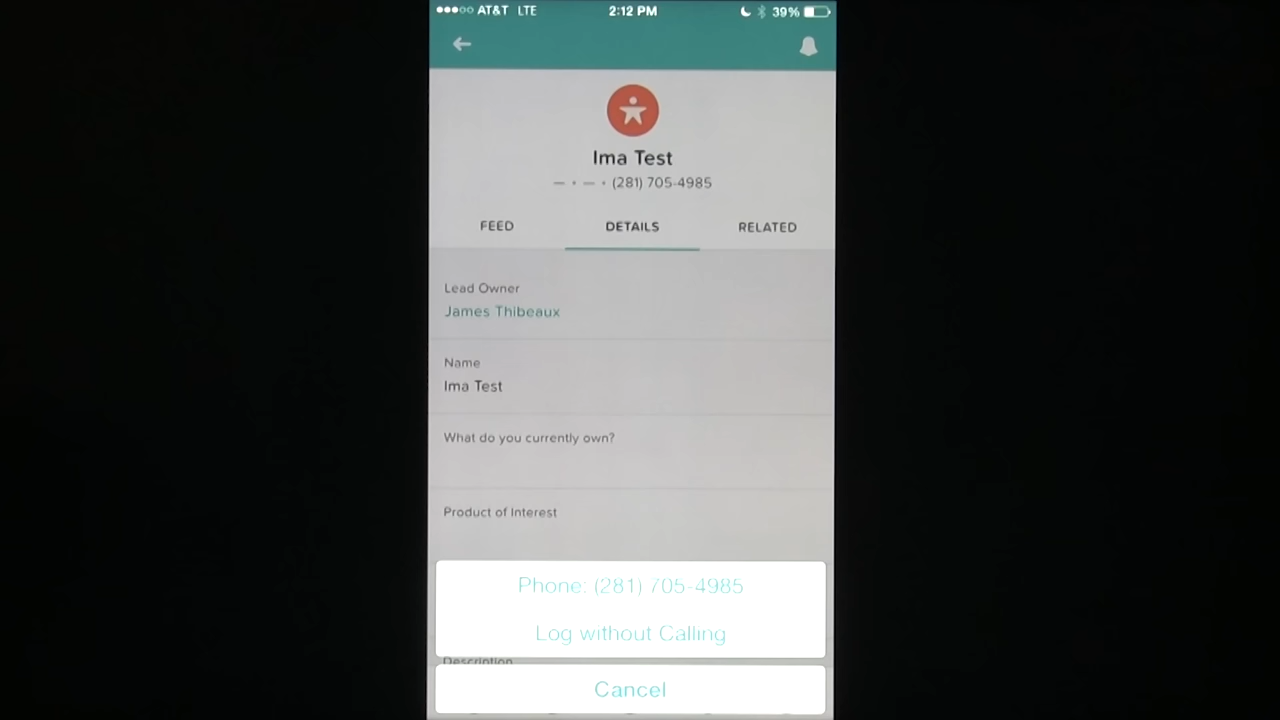 AT&T LTE 2:12 PM 39%
Ima Test
— • — • (281) 705-4985
FEED DETAILS RELATED
Lead Owner
James Thibeaux
Name
Ima Test
What do you currently own?
Product of Interest
Phone: (281) 705-4985
Log without Calling
Description
Cancel